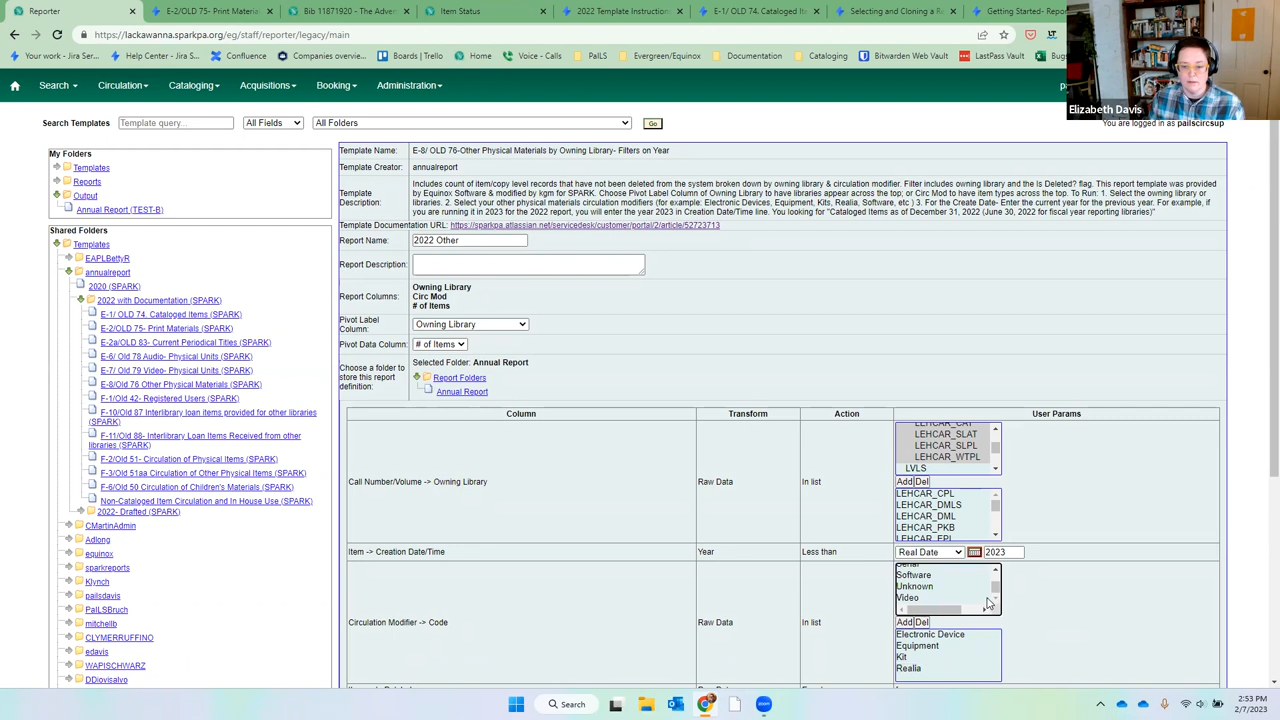 Reports
E-2/OLD 75- Print Materials
Bib 11871920 - The Adven
Item Status
2022 Template Instruction
E-1/ OLD 74. Cataloged It
Selecting and Cloning a Re
Getting Started- Repor
https://lackawanna.sparkpa.org/eg/staff/reporter/legacy/main
Your work - Jira Ser...
Help Center - Jira S...
Confluence
Companies overvie...
Boards | Trello
Voice - Calls
PaILS
Evergreen/Equinox
Documentation
Cataloging
Bitwarden Web Vault
LastPass Vault
Bugs
Search
Circulation
Cataloging
Acquisitions
Booking
Administration
Elizabeth Davis
You are logged in as pailscircsup
Search Templates
Template query...
All Fields
All Folders
Go
My Folders
Templates
Reports
Output
Annual Report (TEST-B)
Shared Folders
Templates
EAPLBettyR
annualreport
2020 (SPARK)
2022 with Documentation (SPARK)
E-1/ OLD 74. Cataloged Items (SPARK)
E-2/OLD 75- Print Materials (SPARK)
E-2a/OLD 83- Current Periodical Titles (SPARK)
E-6/ Old 78 Audio- Physical Units (SPARK)
E-7/ Old 79 Video- Physical Units (SPARK)
E-8/Old 76 Other Physical Materials (SPARK)
F-1/Old 42- Registered Users (SPARK)
F-10/Old 87 Interlibrary loan items provided for other libraries
(SPARK)
F-11/Old 88- Interlibrary Loan Items Received from other
libraries (SPARK)
F-2/Old 51- Circulation of Physical Items (SPARK)
F-3/Old 51aa Circulation of Other Physical Items (SPARK)
F-6/Old 50 Circulation of Children's Materials (SPARK)
Non-Cataloged Item Circulation and In House Use (SPARK)
2022- Drafted (SPARK)
CMartinAdmin
Adlong
equinox
sparkreports
Klynch
pailsdavis
PaILSBruch
mitchellb
CLYMERRUFFINO
edavis
WAPISCHWARZ
DDiovisalvo
Template Name: E-8/ OLD 76-Other Physical Materials by Owning Library- Filters on Year
Template Creator: annualreport
Template Description:
Includes count of item/copy level records that have not been deleted from the system broken down by owning library & circulation modifier. Filter includes owning library and the Is Deleted? flag. This report template was provided
by Equinox Software & modified by kgm for SPARK. Choose Pivot Label Column of Owning Library to have libraries appear across the top, or Circ Mod to have item types across the top. To Run: 1. Select the owning library or
libraries. 2. Select your other physical materials circulation modifiers (for example: Electronic Devices, Equipment, Kits, Realia, Software, etc ) 3. For the Create Date- Enter the current year for the previous year. For example, if
you are running it in 2023 for the 2022 report, you will enter the year 2023 in Creation Date/Time line. You looking for "Cataloged Items as of December 31, 2022 (June 30, 2022 for fiscal year reporting libraries)"
Template Documentation URL: https://sparkpa.atlassian.net/servicedesk/customer/portal/2/article/52723713
Report Name: 2022 Other
Report Description:
Report Columns:
Owning Library
Circ Mod
# of Items
Pivot Label Column: Owning Library
Pivot Data Column: # of Items
Choose a folder to
store this report
definition:
Selected Folder: Annual Report
Report Folders
Annual Report
Column Transform Action User Params
LEHCAR_CAT
LEHCAR_SLAT
LEHCAR_SLPL
LEHCAR_WTPL
LVLS
Call Number/Volume -> Owning Library Raw Data In list Add Del
LEHCAR_CPL
LEHCAR_DMLS
LEHCAR_DML
LEHCAR_PKB
LEHCAR_EPL
Item -> Creation Date/Time Year Less than Real Date 2023
Serial
Software
Unknown
Video
Circulation Modifier -> Code Raw Data In list Add Del
Electronic Device
Equipment
Kit
Realia
Search
2:53 PM
2/7/2023